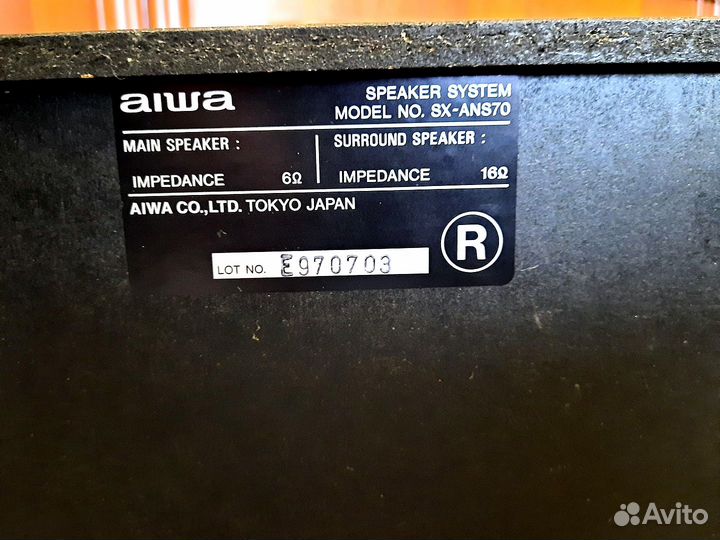 aiwa
SPEAKER SYSTEM
MODEL NO. SX-ANS70
MAIN SPEAKER :
IMPEDANCE 6Ω
SURROUND SPEAKER :
IMPEDANCE 16Ω
AIWA CO.,LTD. TOKYO JAPAN
LOT NO. E970703
R
Avito